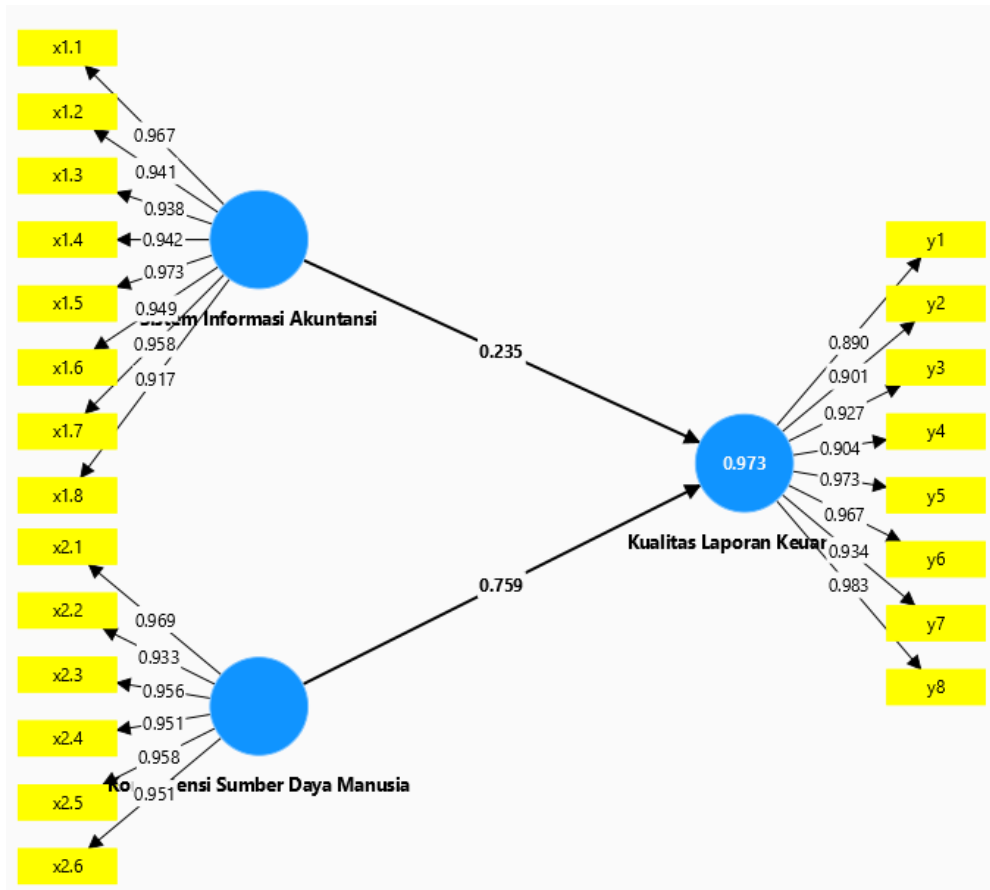 x1.1
x1.2
x1.3
x1.4
x1.5
x1.6
x1.7
x1.8
0.967
0.941
0.938
0.942
0.973
0.949
0.958
0.917
Informasi Akuntansi
0.235
x2.1
x2.2
x2.3
x2.4
x2.5
x2.6
0.969
0.933
0.956
0.951
0.958
0.951
Sumber Daya Manusia
0.759
0.973
Kualitas Laporan
0.890
0.901
0.927
0.904
0.973
0.967
0.934
0.983
y1
y2
y3
y4
y5
y6
y7
y8